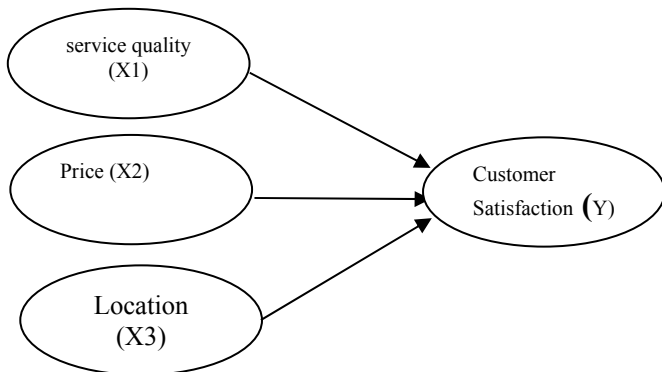 service quality
(X1)
Price (X2)
Customer
Satisfaction (Y)
Location
(X3)